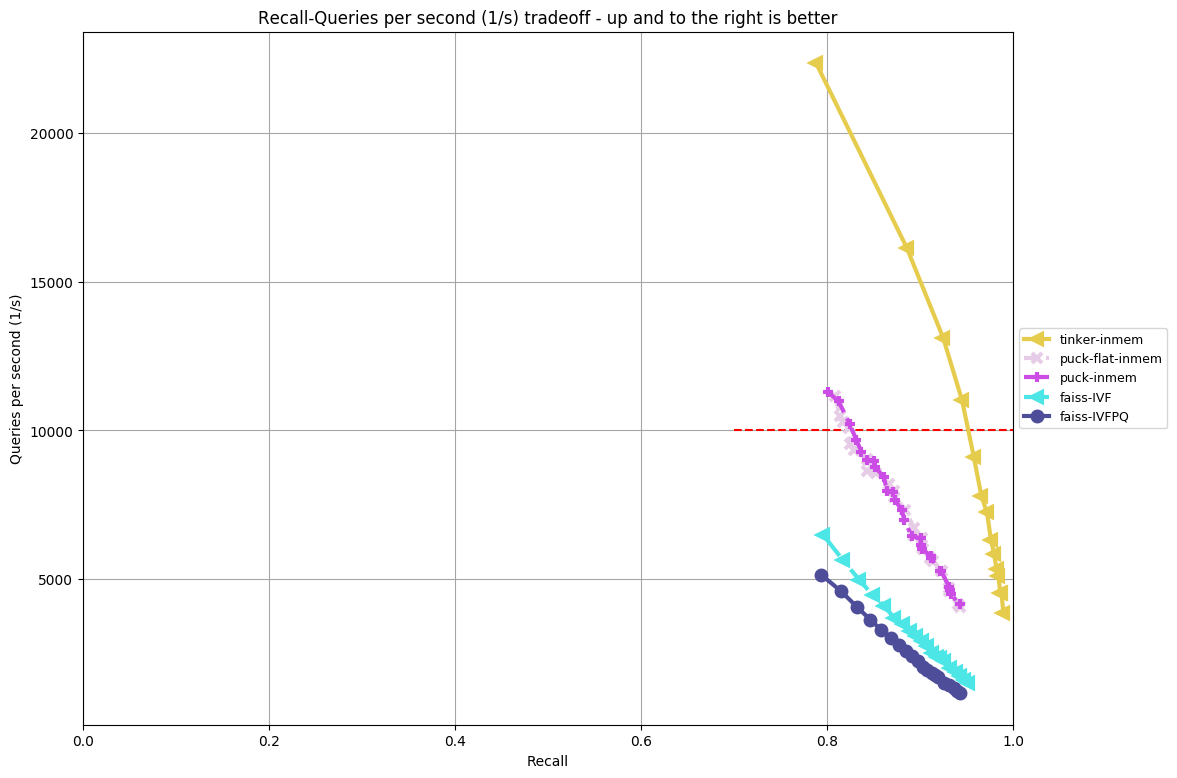 Recall-Queries per second (1/s) tradeoff - up and to the right is better
Queries per second (1/s)
20000
15000
10000
5000
0.0
0.2
0.4
0.6
0.8
1.0
Recall
tinker-inmem
puck-flat-inmem
puck-inmem
faiss-IVF
faiss-IVFPQ